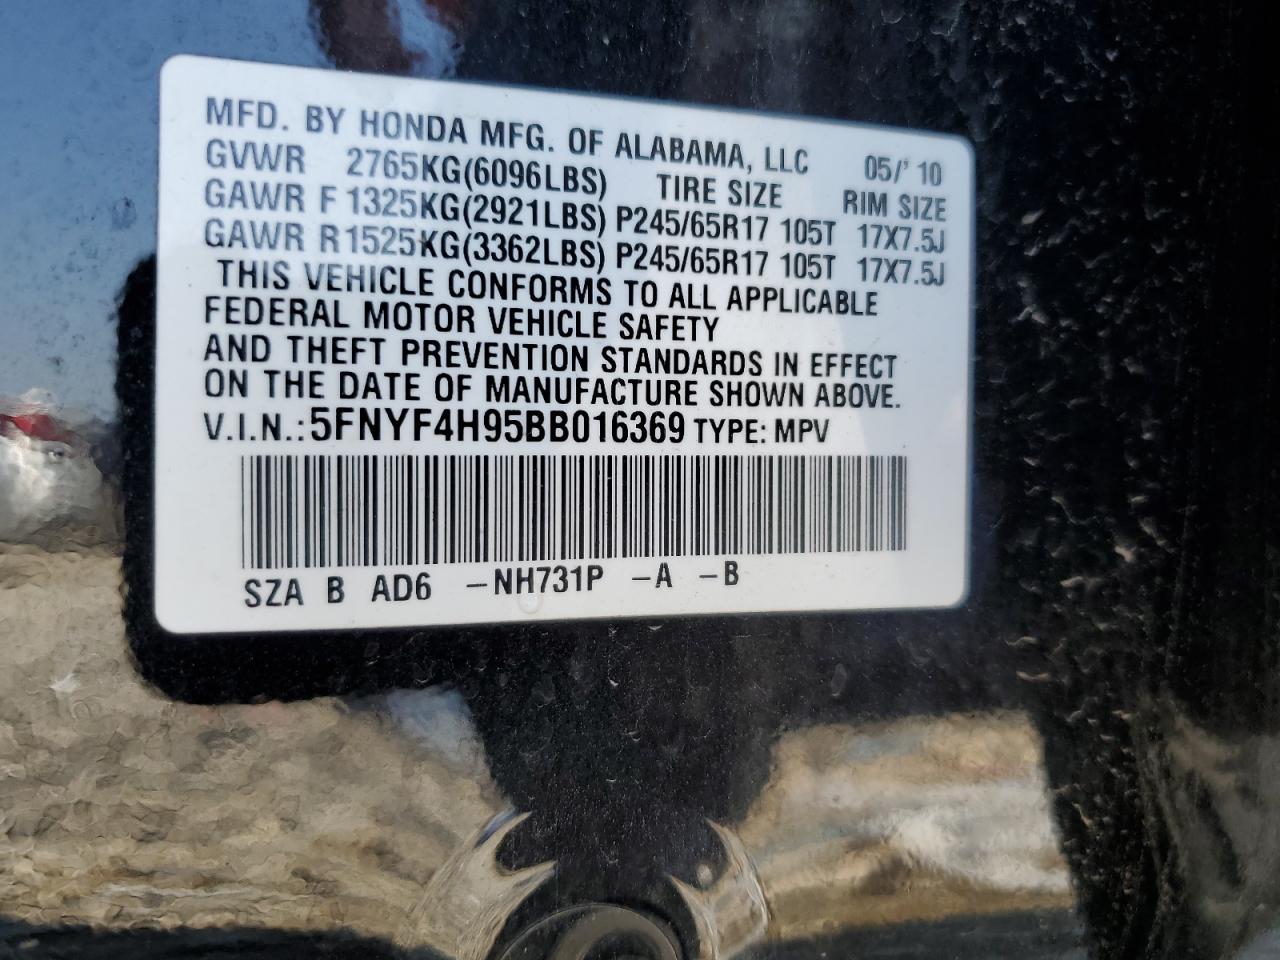 MFD. BY HONDA MFG. OF ALABAMA, LLC 05/' 10
GVWR 2765KG(6096LBS) TIRE SIZE RIM SIZE
GAWR F 1325KG(2921LBS) P245/65R17 105T 17X7.5J
GAWR R1525KG(3362LBS) P245/65R17 105T 17X7.5J
THIS VEHICLE CONFORMS TO ALL APPLICABLE
FEDERAL MOTOR VEHICLE SAFETY
AND THEFT PREVENTION STANDARDS IN EFFECT
ON THE DATE OF MANUFACTURE SHOWN ABOVE.
V.I.N.: 5FNYF4H95BB016369 TYPE: MPV
SZA B AD6 –NH731P –A –B